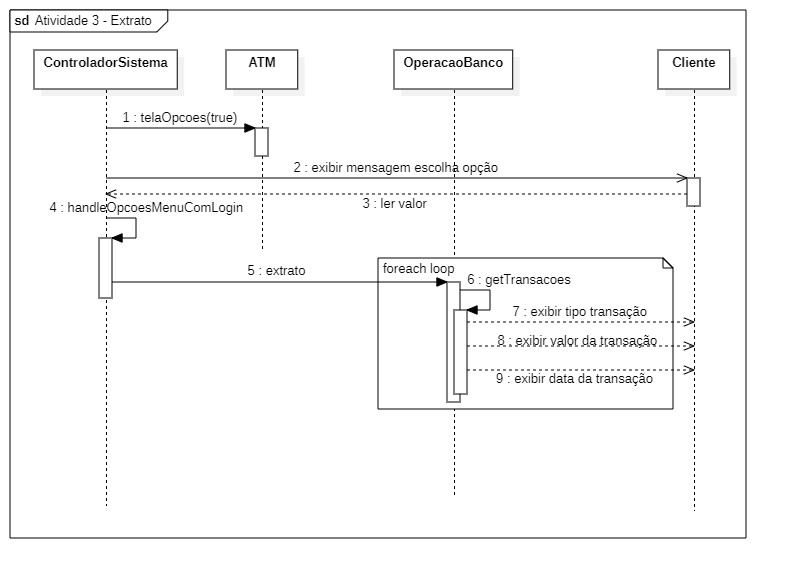 sd Atividade 3 - Extrato
ControladorSistema
ATM
OperacaoBanco
Cliente
1 : telaOpcoes(true)
2 : exibir mensagem escolha opção
3 : ler valor
4 : handleOpcoesMenuComLogin
5 : extrato
foreach loop
6 : getTransacoes
7 : exibir tipo transação
8 : exibir valor da transação
9 : exibir data da transação